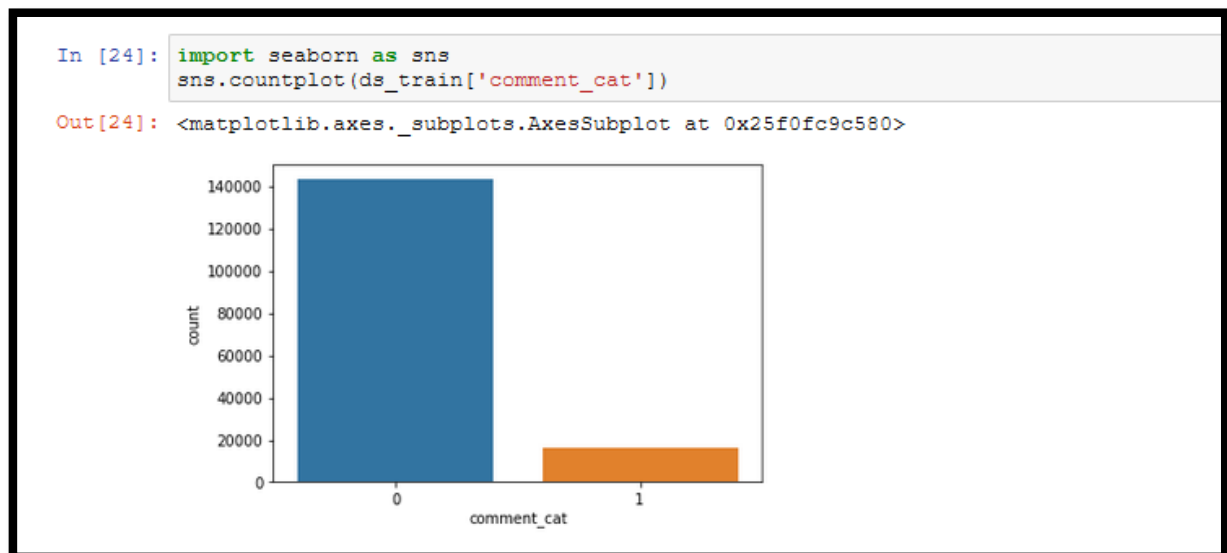 In [24]: import seaborn as sns
sns.countplot(ds_train['comment_cat'])
Out[24]: <matplotlib.axes._subplots.AxesSubplot at 0x25f0fc9c580>
140000
120000
100000
80000
60000
40000
20000
0
count
0 1
comment_cat